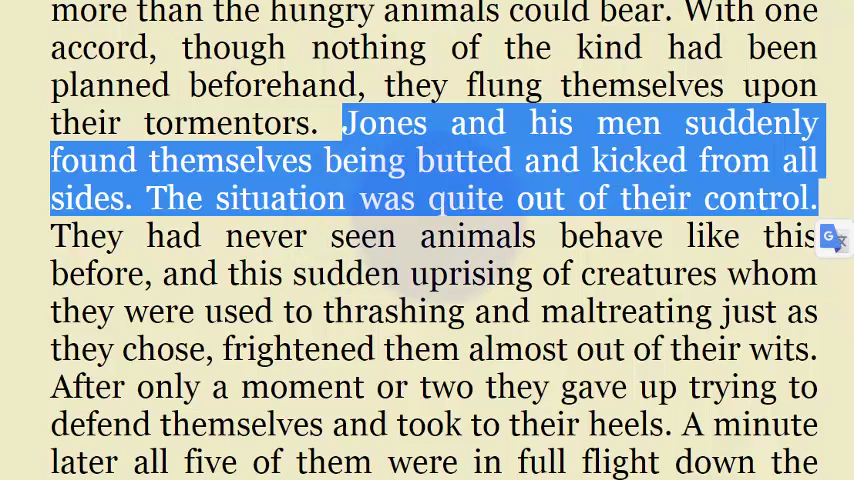 more than the hungry animals could bear. With one
accord, though nothing of the kind had been
planned beforehand, they flung themselves upon
their tormentors. Jones and his men suddenly
found themselves being butted and kicked from all
sides. The situation was quite out of their control.
They had never seen animals behave like this
before, and this sudden uprising of creatures whom
they were used to thrashing and maltreating just as
they chose, frightened them almost out of their wits.
After only a moment or two they gave up trying to
defend themselves and took to their heels. A minute
later all five of them were in full flight down the